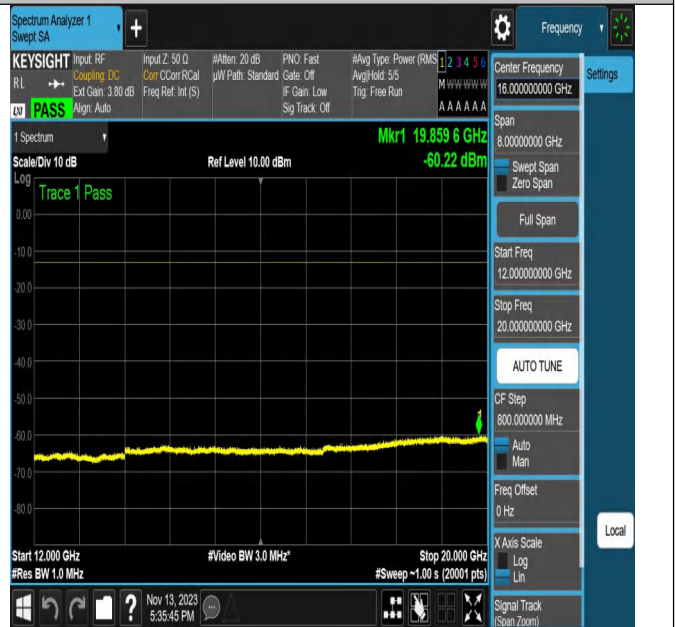 Spectrum Analyzer 1
Swept SA
+
Frequency
KEYSIGHT
RL
LXI PASS
Input: RF
Coupling: DC
Ext Gain: 3.80 dB
Align: Auto
Input Z: 50 Ω
Corr CCorr RCal
Freq Ref: Int (S)
#Atten: 20 dB
µW Path: Standard
PNO: Fast
Gate: Off
IF Gain: Low
Sig Track: Off
#Avg Type: Power (RMS
Avg|Hold: 5/5
Trig: Free Run
1 2 3 4 5 6
M W W W W W
A A A A A A
1 Spectrum
Scale/Div 10 dB
Log
Ref Level 10.00 dBm
Mkr1 19.859 6 GHz
-60.22 dBm
Trace 1 Pass
0.00
-10.0
-20.0
-30.0
-40.0
-50.0
-60.0
-70.0
-80.0
1
Start 12.000 GHz
#Res BW 1.0 MHz
#Video BW 3.0 MHz*
Stop 20.000 GHz
#Sweep ~1.00 s (20001 pts)
Center Frequency
16.000000000 GHz
Span
8.00000000 GHz
Swept Span
Zero Span
Full Span
Start Freq
12.000000000 GHz
Stop Freq
20.000000000 GHz
AUTO TUNE
CF Step
800.000000 MHz
Auto
Man
Freq Offset
0 Hz
X Axis Scale
Log
Lin
Signal Track
(Span Zoom)
Settings
Local
?
Nov 13, 2023
5:35:45 PM